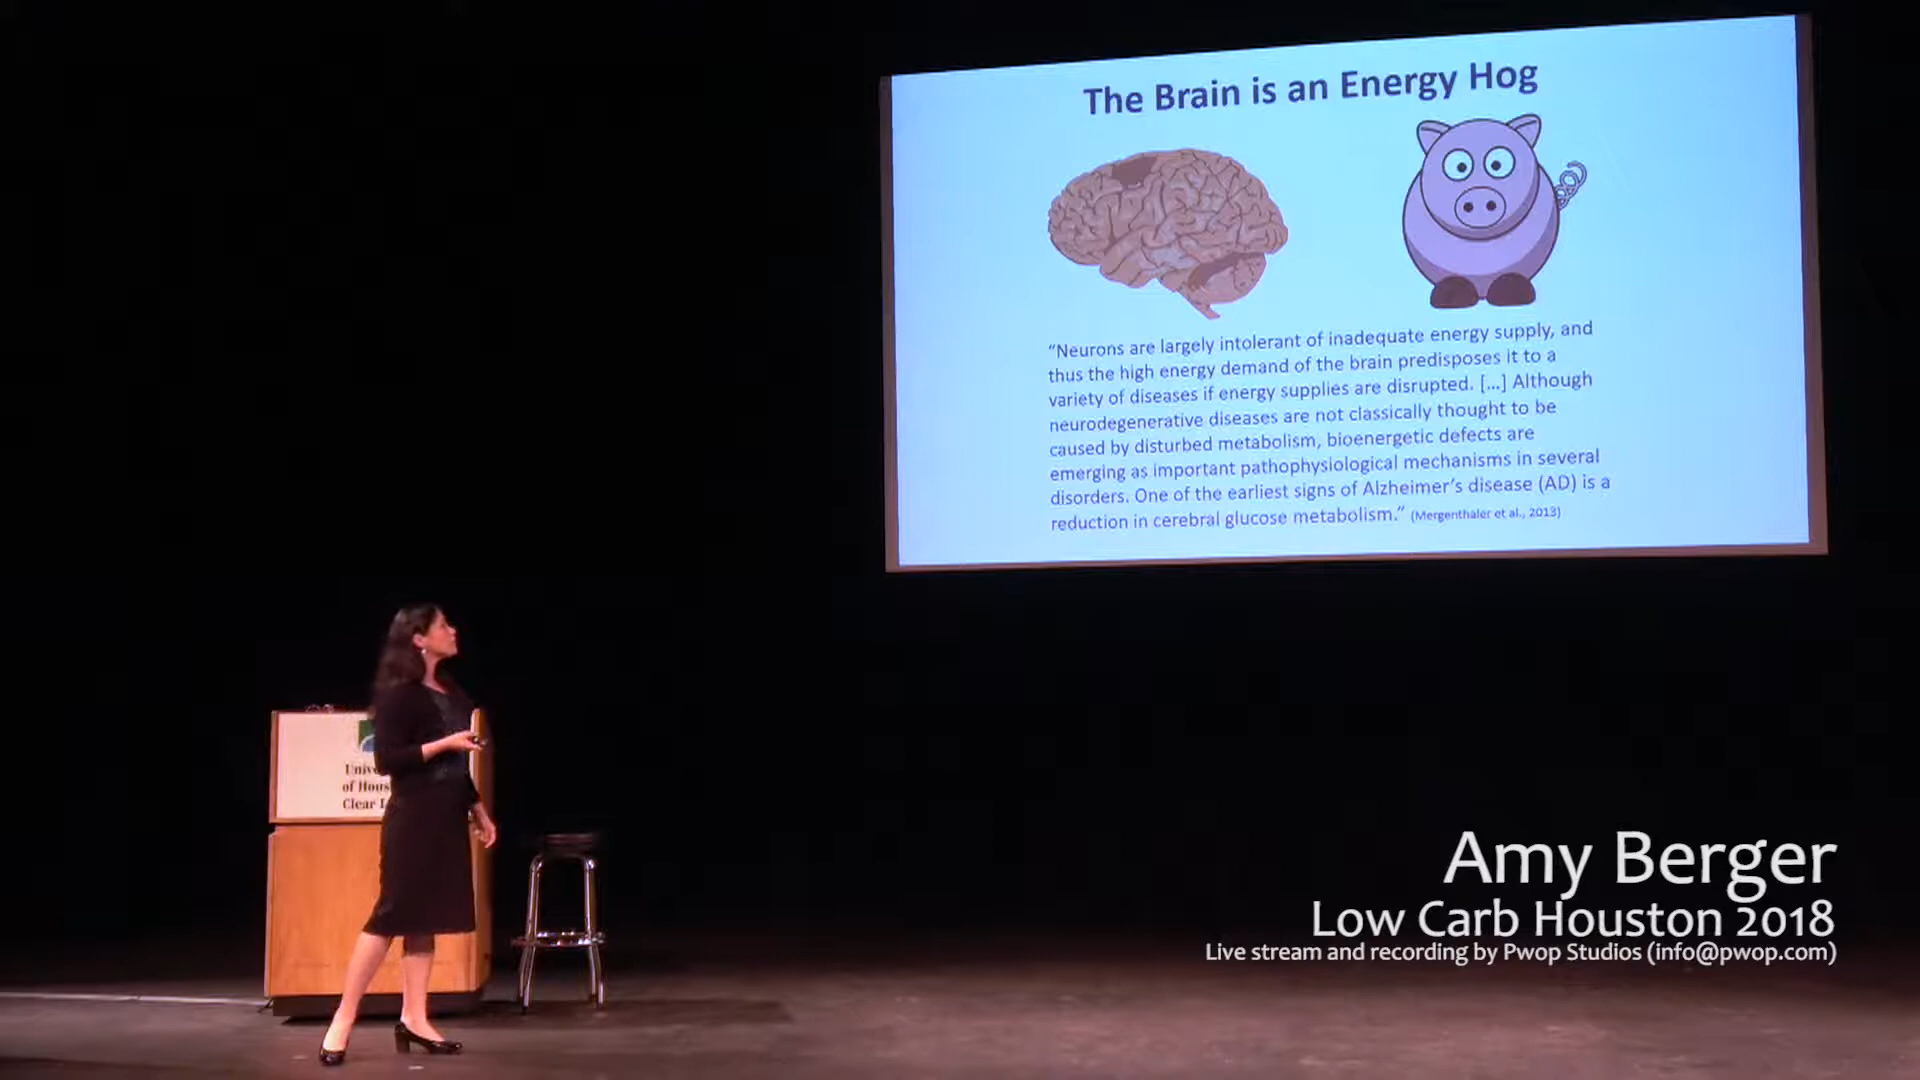 The Brain is an Energy Hog
“Neurons are largely intolerant of inadequate energy supply, and
thus the high energy demand of the brain predisposes it to a
variety of diseases if energy supplies are disrupted. [...] Although
neurodegenerative diseases are not classically thought to be
caused by disturbed metabolism, bioenergetic defects are
emerging as important pathophysiological mechanisms in several
disorders. One of the earliest signs of Alzheimer’s disease (AD) is a
reduction in cerebral glucose metabolism.” (Mergenthaler et al., 2013)
of
Clear
Amy Berger
Low Carb Houston 2018
Live stream and recording by Pwop Studios (info@pwop.com)